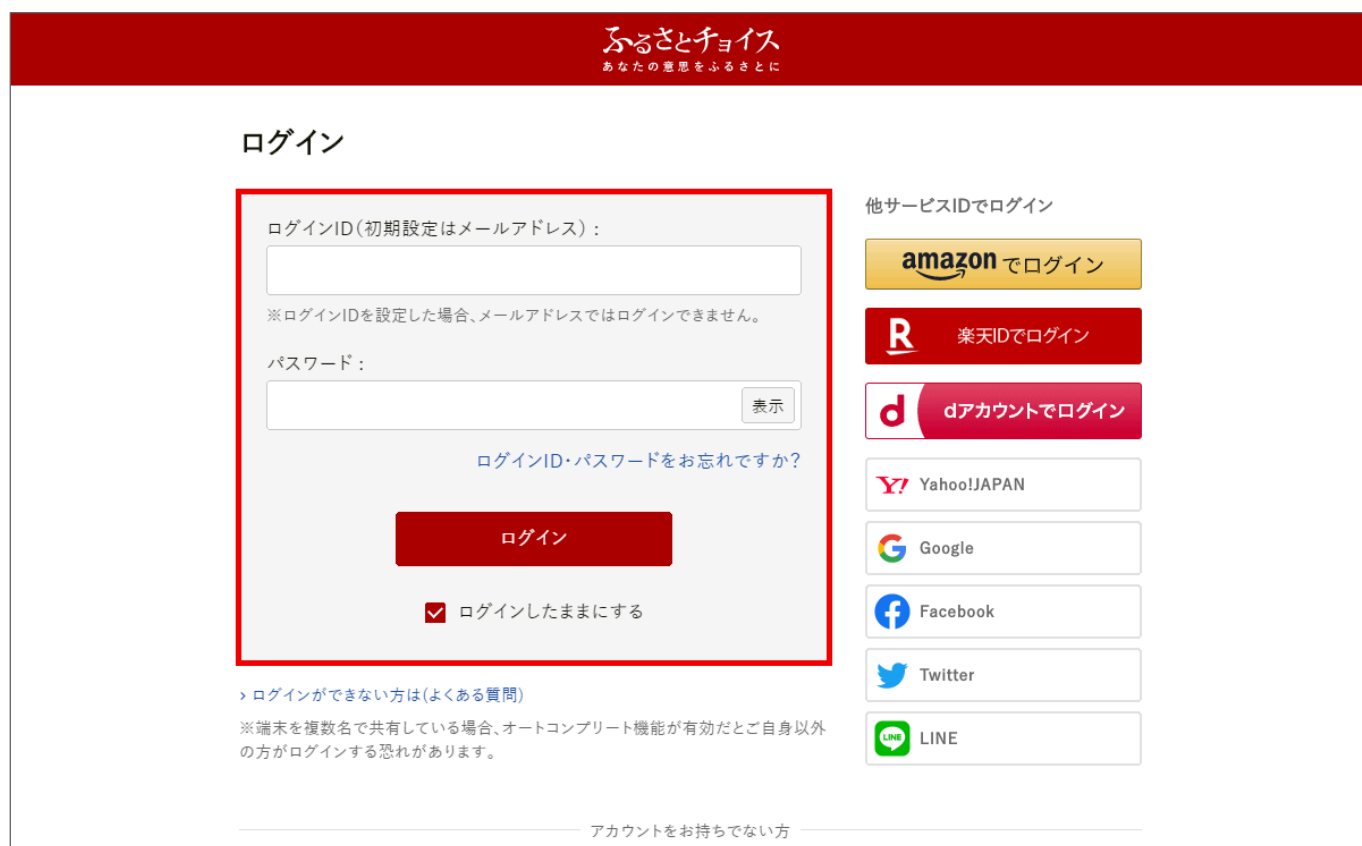 ふるさとチョイス
あなたの意思をふるさとに
ログイン
ログインID(初期設定はメールアドレス):
※ログインIDを設定した場合、メールアドレスではログインできません。
パスワード:
表示
ログインID・パスワードをお忘れですか?
ログイン
ログインしたままにする
› ログインができない方は(よくある質問)
※端末を複数名で共有している場合、オートコンプリート機能が有効だとご自身以外
の方がログインする恐れがあります。
他サービスIDでログイン
amazon でログイン
R 楽天IDでログイン
d dアカウントでログイン
Y! Yahoo!JAPAN
G Google
f Facebook
Twitter
LINE LINE
アカウントをお持ちでない方